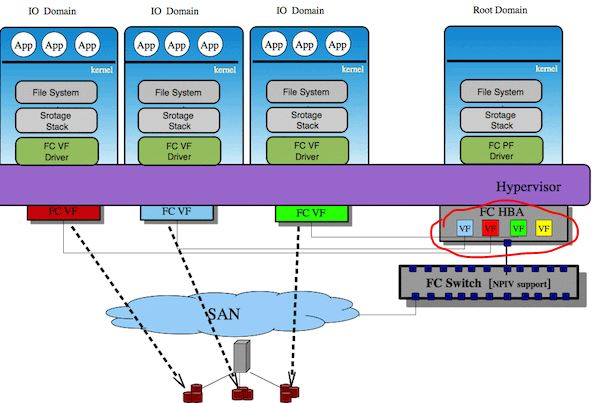 IO Domain
IO Domain
IO Domain
Root Domain
App App App
App App App
App App App
kernel
kernel
kernel
kernel
File System
File System
File System
File System
Srotage
Stack
Srotage
Stack
Srotage
Stack
Srotage
Stack
FC VF
Driver
FC VF
Driver
FC VF
Driver
FC PF
Driver
Hypervisor
FC VF
FC VF
FC VF
FC HBA
VF VF VF VF
FC Switch [NPIV support]
SAN